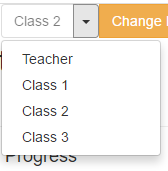 Class 2 Change
Teacher
Class 1
Class 2
Class 3
Progress